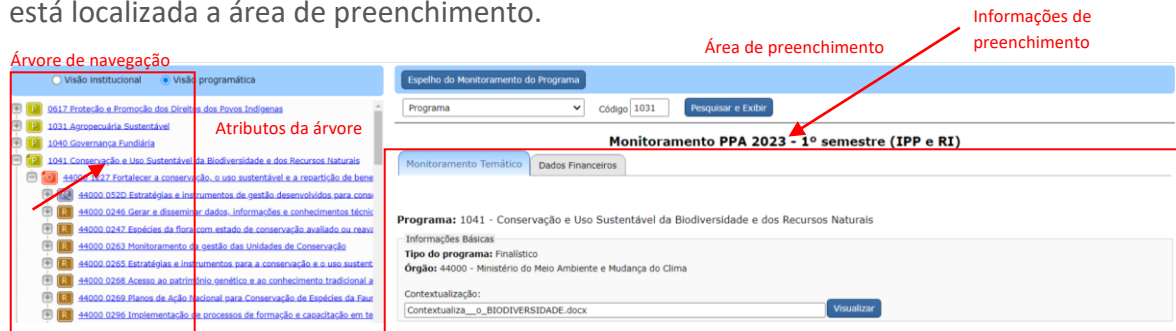 está localizada a área de preenchimento.
Informações de
preenchimento
Área de preenchimento
Árvore de navegação
Visão institucional Visão programática
Atributos da árvore
0617 Proteção e Promoção dos Direitos dos Povos Indígenas
1031 Agropecuária Sustentável
1040 Governança Fundiária
1041 Conservação e Uso Sustentável da Biodiversidade e dos Recursos Naturais
44000 1227 Fortalecer a conservação, o uso sustentável e a repartição de bene
44000 052D Estratégias e instrumentos de gestão desenvolvidos para conse
44000 0246 Gerar e disseminar dados, informações e conhecimentos técnic
44000 0247 Espécies da flora com estado de conservação avaliado ou reava
44000 0263 Monitoramento da gestão das Unidades de Conservação
44000 0265 Estratégias e instrumentos para a conservação e o uso sustent
44000 0268 Acesso ao patrimônio genético e ao conhecimento tradicional a
44000 0269 Planos de Ação Nacional para Conservação de Espécies da Faun
44000 0296 Implementação de processos de formação e capacitação em te
Espelho do Monitoramento do Programa
Programa Código 1031 Pesquisar e Exibir
Monitoramento PPA 2023 - 1º semestre (IPP e RI)
Monitoramento Temático Dados Financeiros
Programa: 1041 - Conservação e Uso Sustentável da Biodiversidade e dos Recursos Naturais
Informações Básicas
Tipo do programa: Finalístico
Órgão: 44000 - Ministério do Meio Ambiente e Mudança do Clima
Contextualização:
Contextualiza__o_BIODIVERSIDADE.docx Visualizar